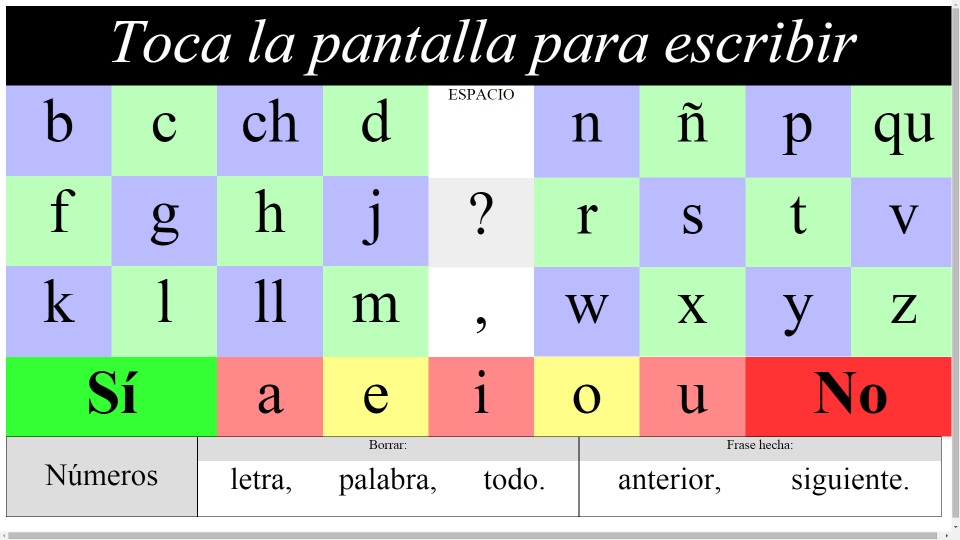 Toca la pantalla para escribir
b c ch d ESPACIO n ñ p qu
f g h j ? r s t v
k l ll m , w x y z
Sí a e i o u No
Números
Borrar:
letra, palabra, todo.
Frase hecha:
anterior, siguiente.